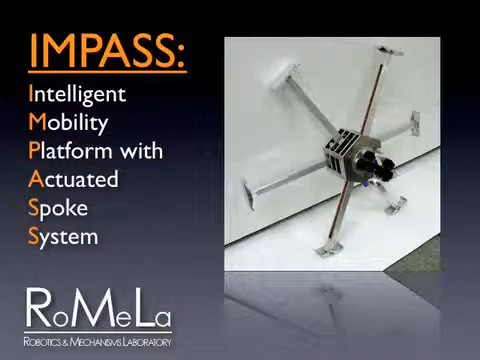 IMPASS:
Intelligent
Mobility
Platform with
Actuated
Spoke
System
RoMeLa
ROBOTICS & MECHANISMS LABORATORY